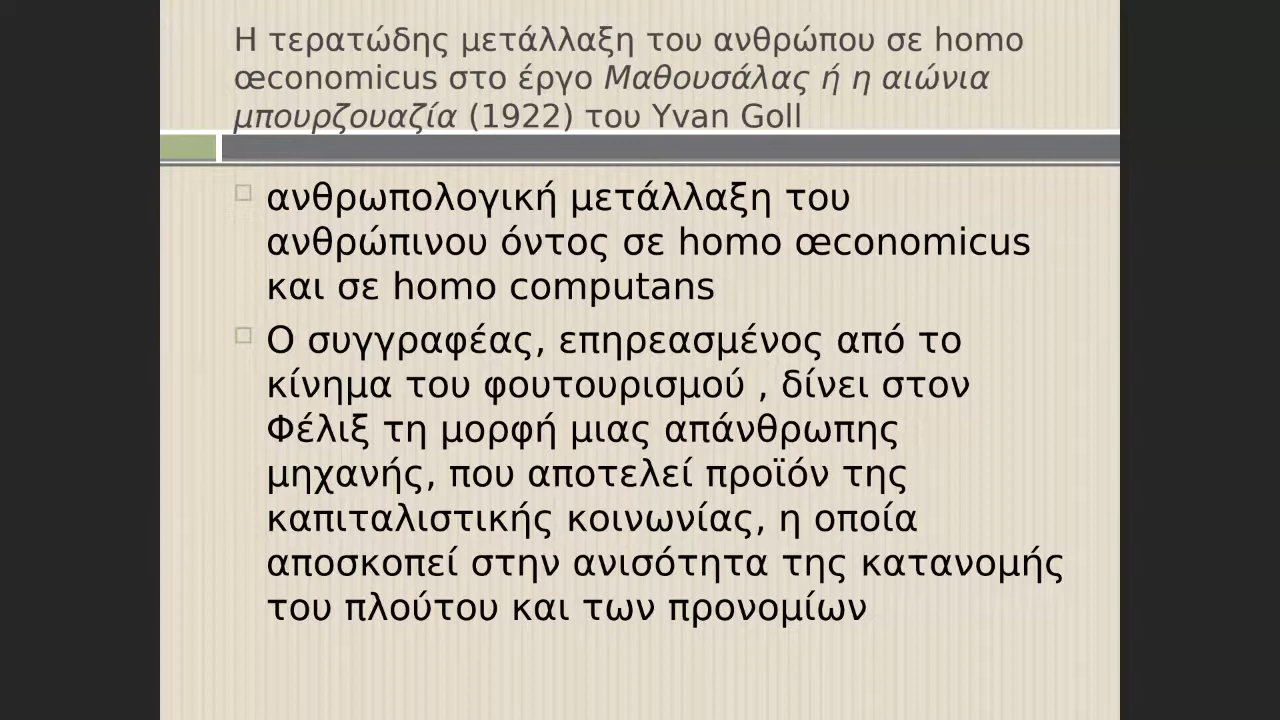 Η τερατώδης μετάλλαξη του ανθρώπου σε homo
œconomicus στο έργο Μαθουσάλας ή η αιώνια
μπουρζουαζία (1922) του Yvan Goll
ανθρωπολογική μετάλλαξη του
ανθρώπινου όντος σε homo œconomicus
και σε homo computans
Ο συγγραφέας, επηρεασμένος από το
κίνημα του φουτουρισμού , δίνει στον
Φέλιξ τη μορφή μιας απάνθρωπης
μηχανής, που αποτελεί προϊόν της
καπιταλιστικής κοινωνίας, η οποία
αποσκοπεί στην ανισότητα της κατανομής
του πλούτου και των προνομίων